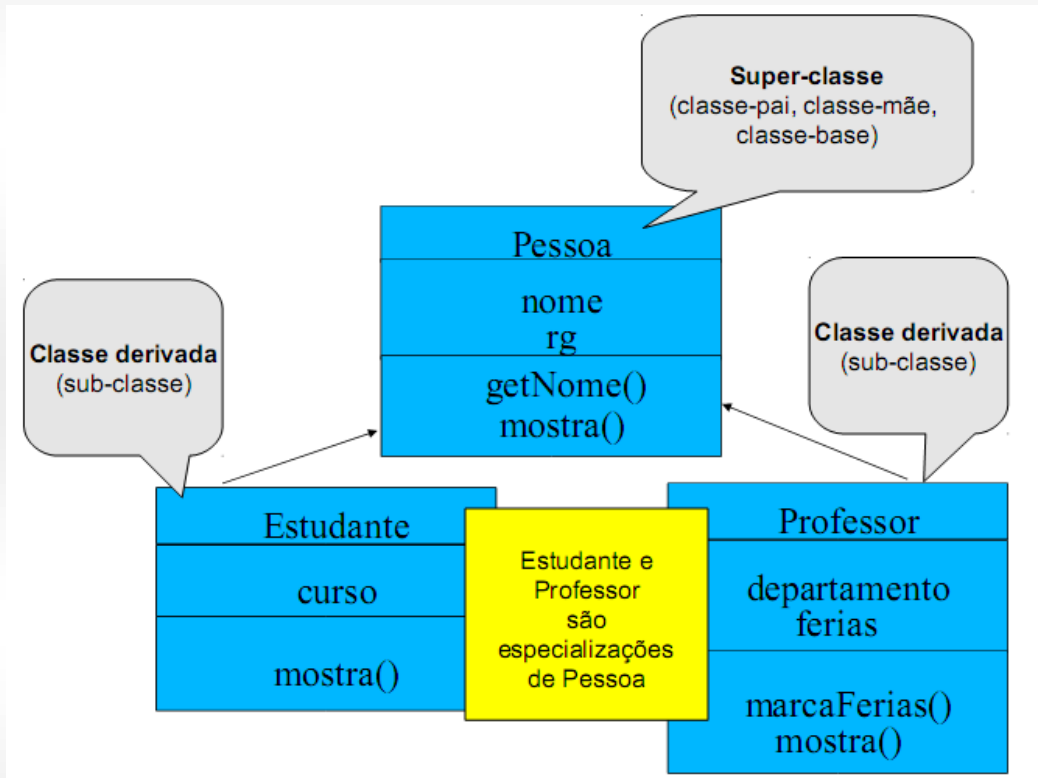 Super-classe
(classe-pai, classe-mãe,
classe-base)
Pessoa
nome
rg
getNome()
mostra()
Classe derivada
(sub-classe)
Classe derivada
(sub-classe)
Estudante
curso
mostra()
Estudante e
Professor
são
especializações
de Pessoa
Professor
departamento
ferias
marcaFerias()
mostra()